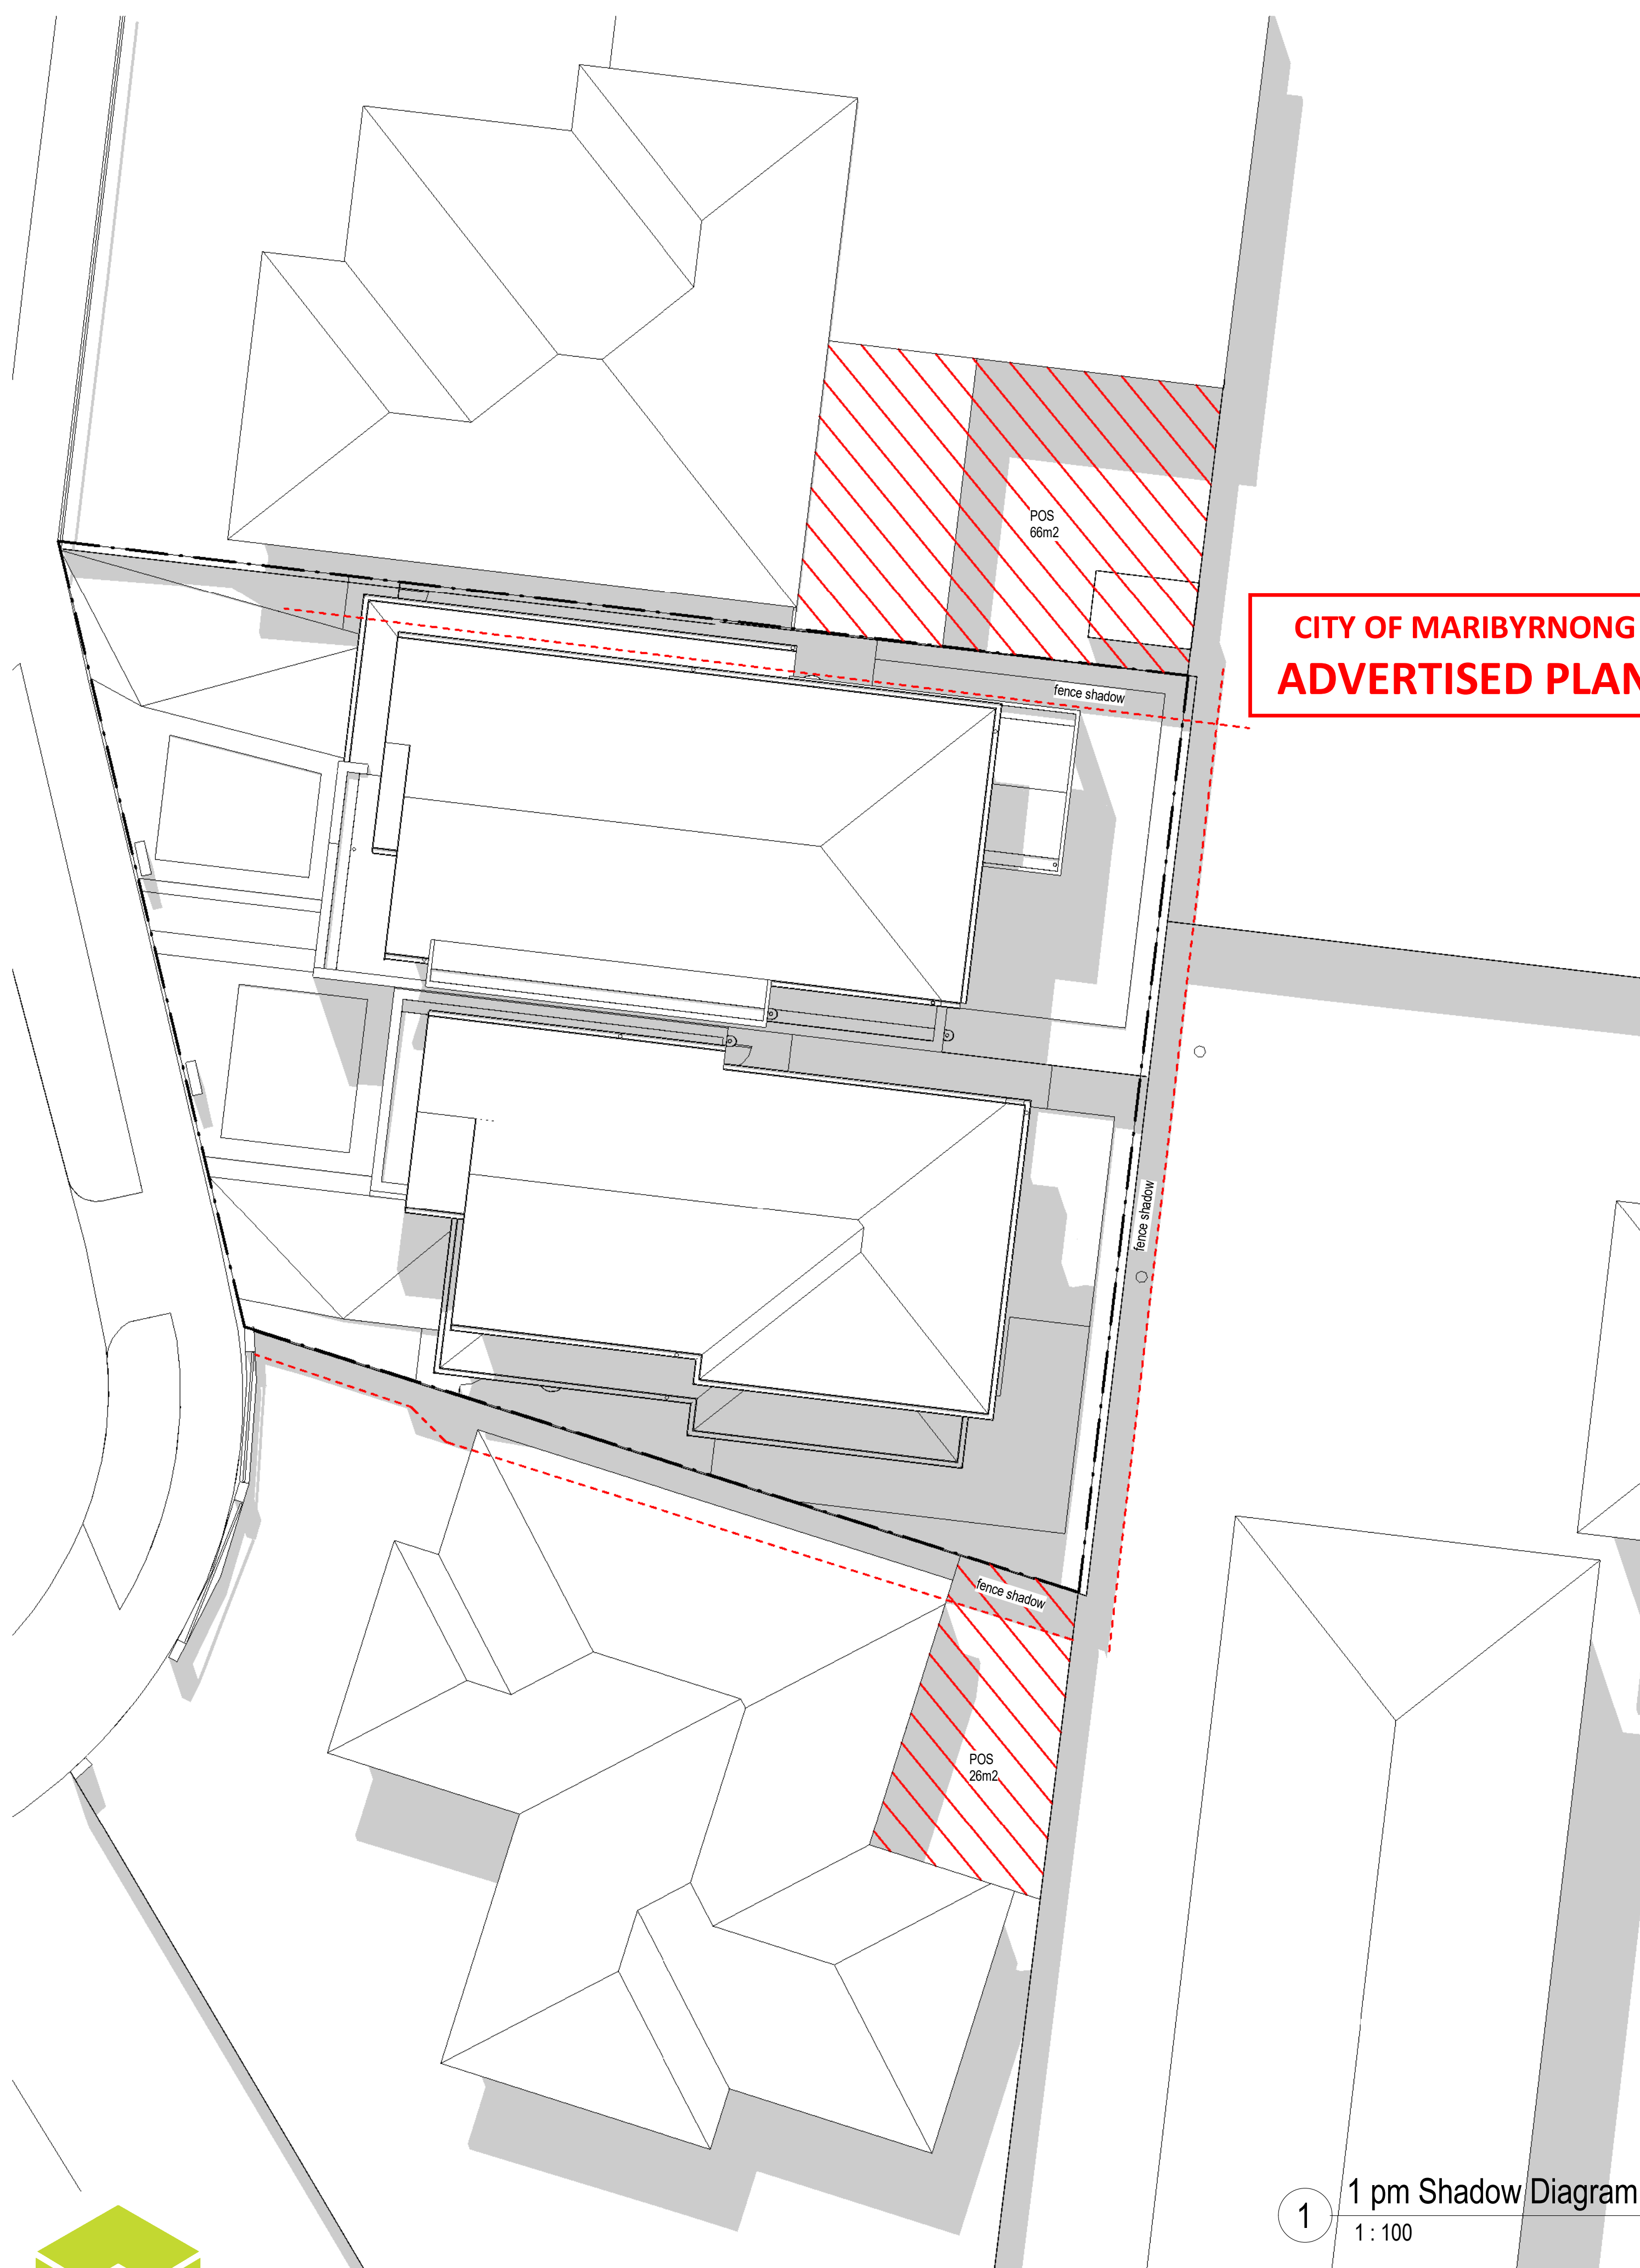 POS
66m2
CITY OF MARIBYRNONG
ADVERTISED PLAN
fence shadow
fence shadow
fence shadow
POS
26m2
1
1 pm Shadow Diagram
1 : 100